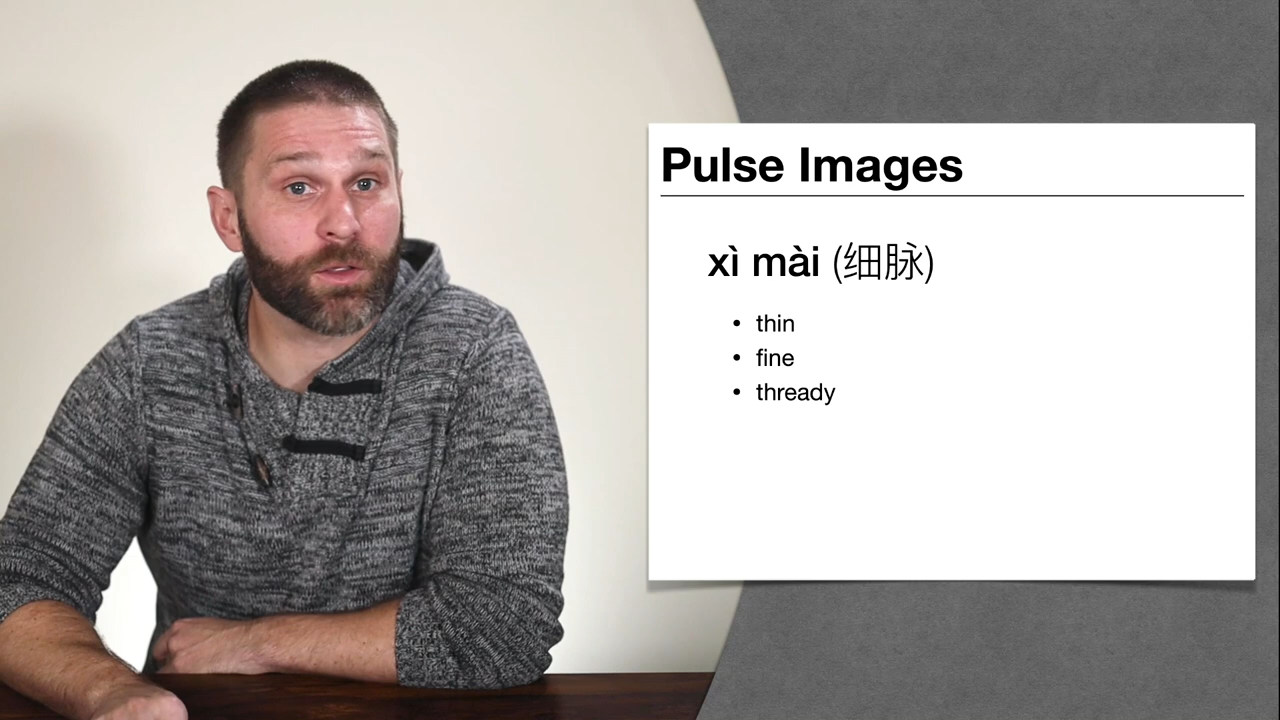 Pulse Images
xì mài (细脉)
• thin
• fine
• thready